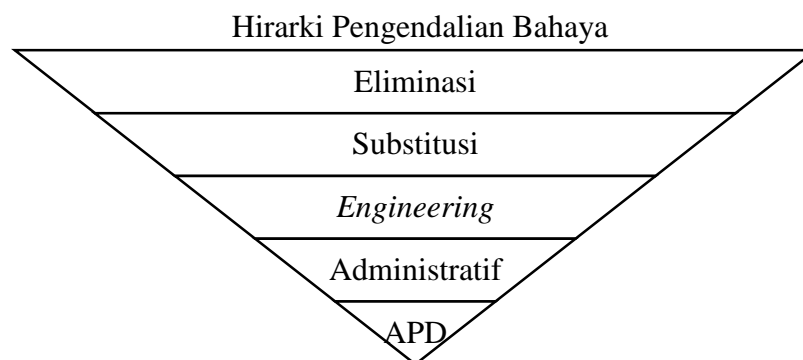 Hirarki Pengendalian Bahaya
Eliminasi
Substitusi
Engineering
Administratif
APD